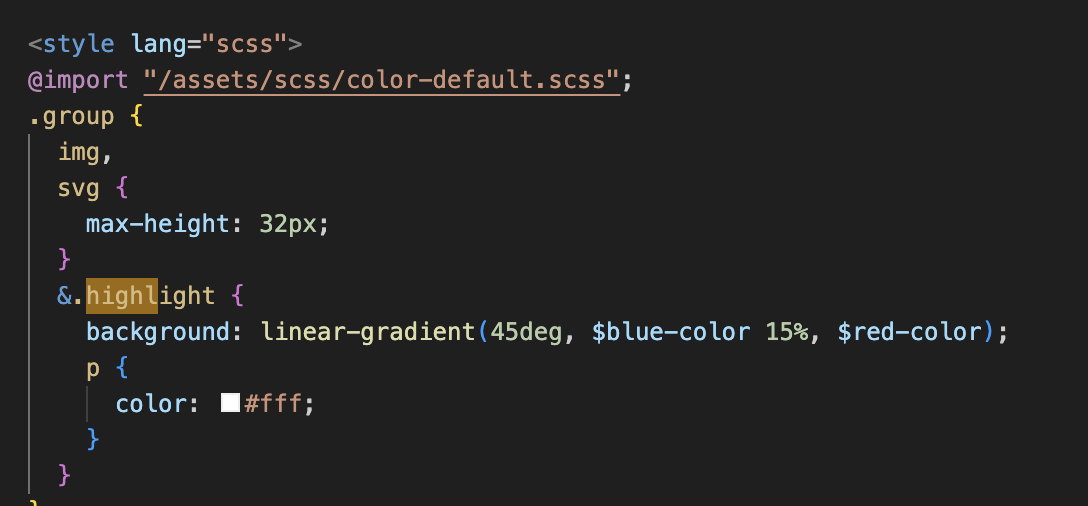 <style lang="scss">
@import "/assets/scss/color-default.scss";
.group {
img,
svg {
max-height: 32px;
}
&.highlight {
background: linear-gradient(45deg, $blue-color 15%, $red-color);
p {
color: #fff;
}
}
}